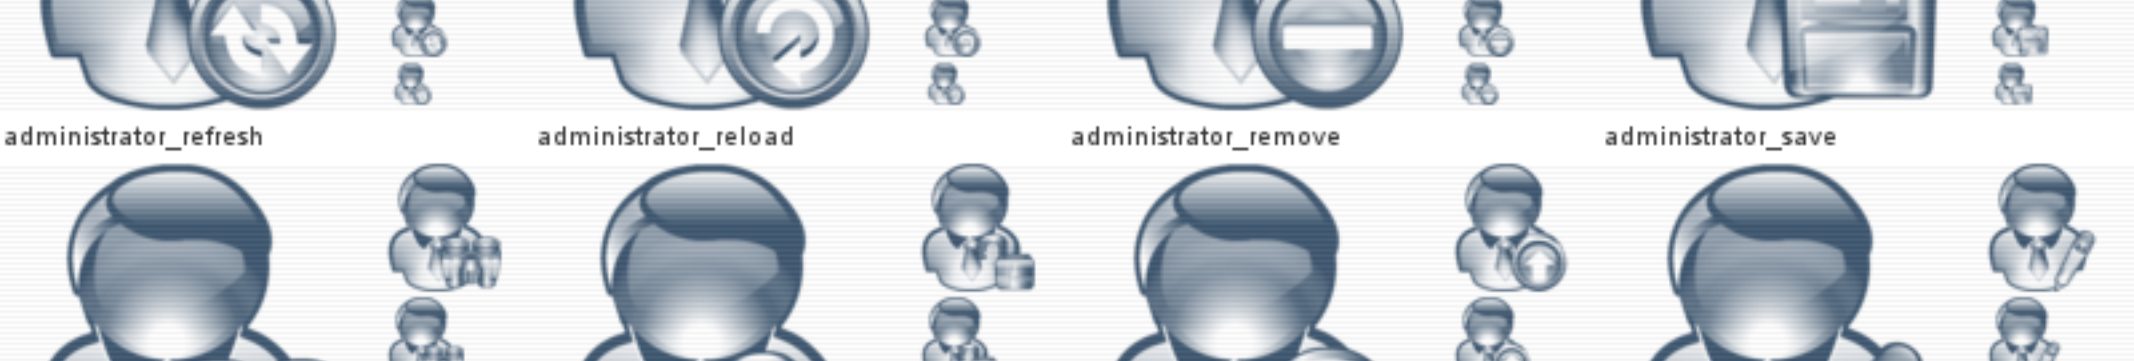 administrator_refresh
administrator_reload
administrator_remove
administrator_save